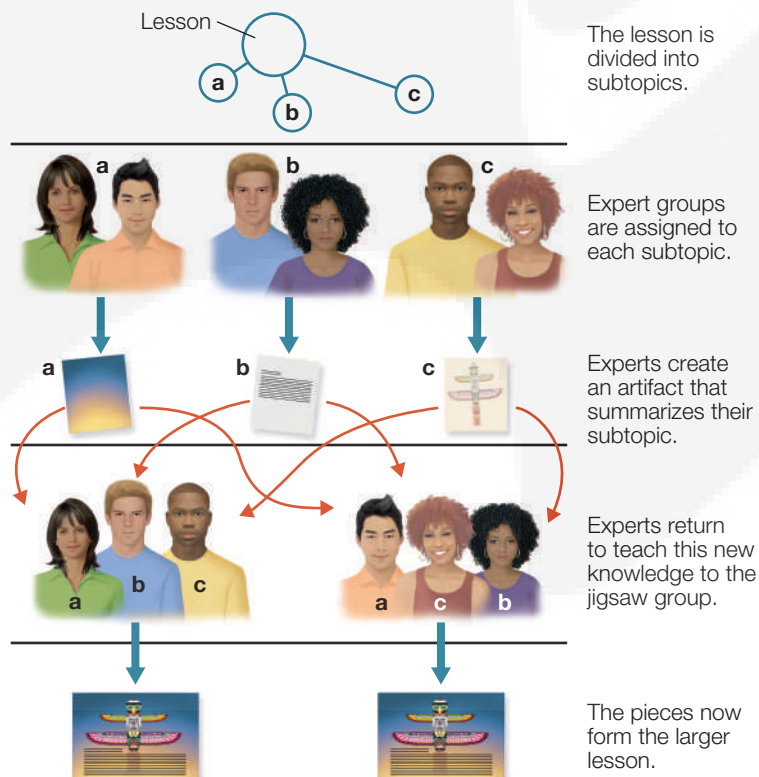 Lesson
a
b
c
The lesson is
divided into
subtopics.
a
b
c
Expert groups
are assigned to
each subtopic.
a
b
c
Experts create
an artifact that
summarizes their
subtopic.
a
b
c
a
c
b
Experts return
to teach this new
knowledge to the
jigsaw group.
The pieces now
form the larger
lesson.